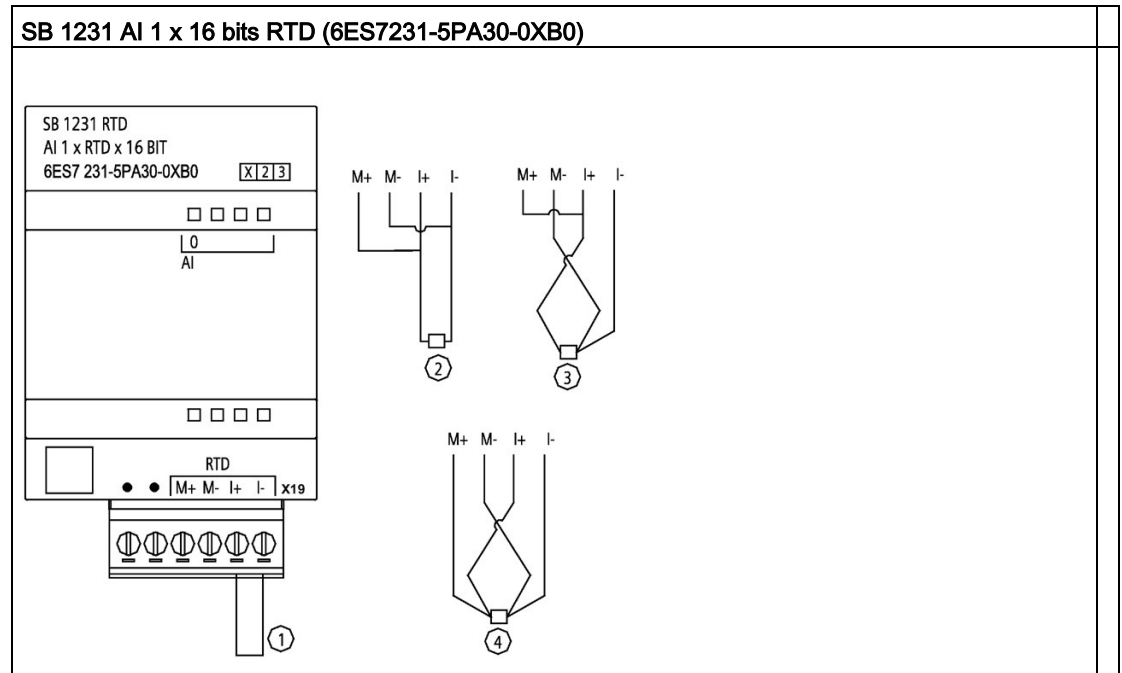 SB 1231 AI 1 x 16 bits RTD (6ES7231-5PA30-0XB0)
SB 1231 RTD
AI 1 x RTD x 16 BIT
6ES7 231-5PA30-0XB0 X 2 3
0
AI
RTD
M+ M- I+ I- X19
1
M+ M- I+ I-
2
M+ M- I+ I-
3
M+ M- I+ I-
4